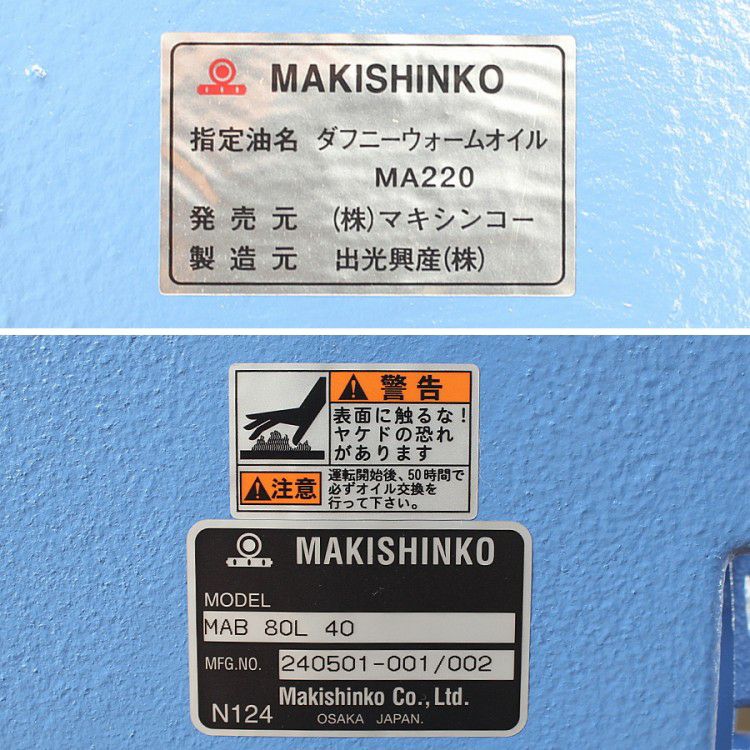 MAKISHINKO
指定油名 ダフニーウォームオイル
MA220
発売元 (株)マキシンコー
製造元 出光興産(株)
警告
表面に触るな!
ヤケドの恐れ
があります
注意
運転開始後、50時間で
必ずオイル交換を
行って下さい。
MAKISHINKO
MODEL
MAB 80L 40
MFG.NO. 240501-001/002
Makishinko Co., Ltd.
N124 OSAKA JAPAN.